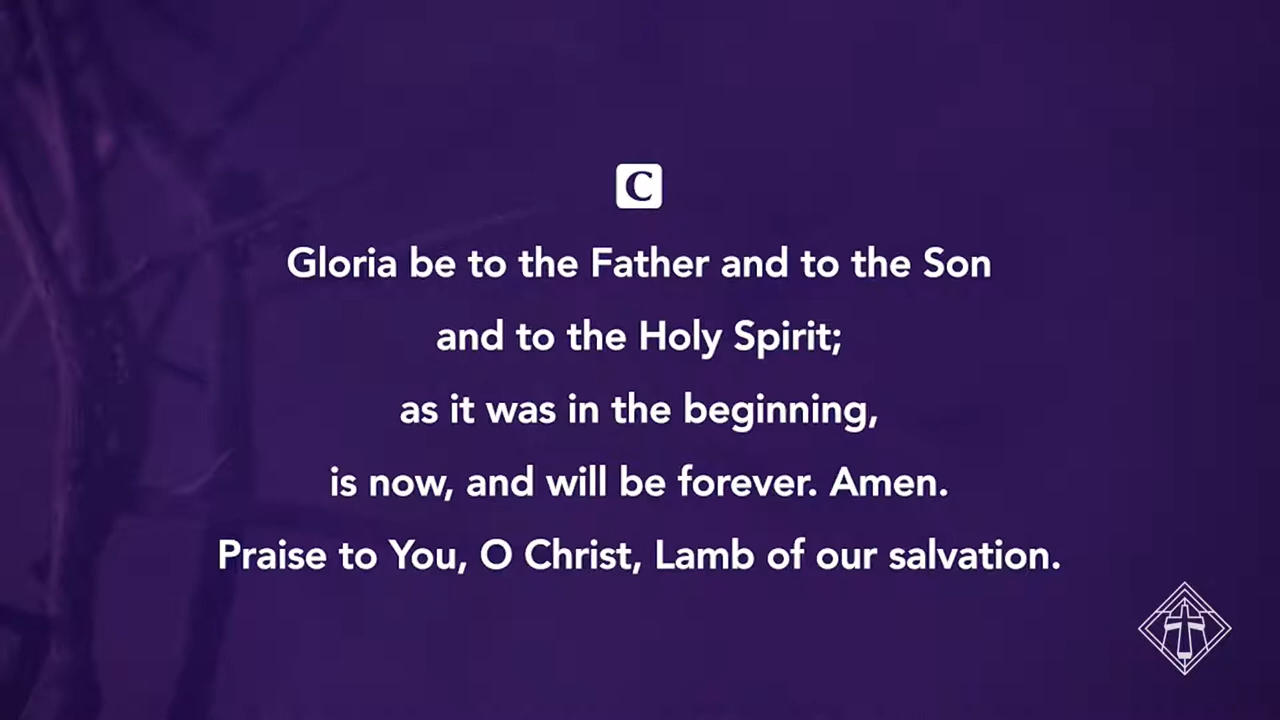 C
Gloria be to the Father and to the Son
and to the Holy Spirit;
as it was in the beginning,
is now, and will be forever. Amen.
Praise to You, O Christ, Lamb of our salvation.